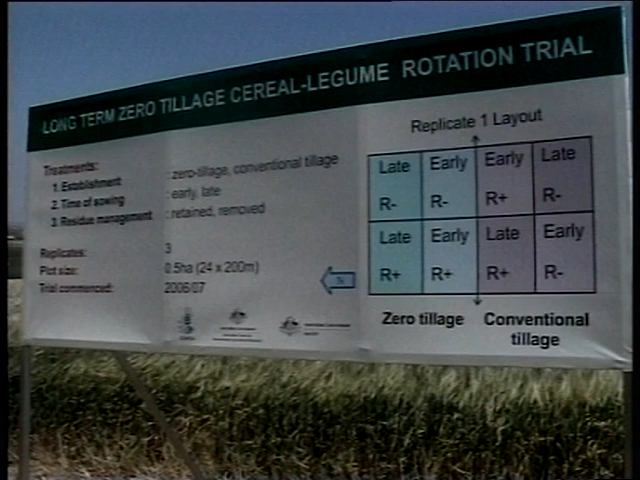 LONG TERM ZERO TILLAGE CEREAL-LEGUME ROTATION TRIAL
Treatments:
1. Establishment : zero-tillage, conventional tillage
2. Time of sowing : early, late
3. Residue management : retained, removed
Replicates: 3
Plot size: 0.5ha (24 x 200m)
Trial commenced: 2006/07
Replicate 1 Layout
Late Early Early Late
R- R- R+ R-
Late Early Late Early
R+ R+ R+ R-
N
Zero tillage Conventional
tillage